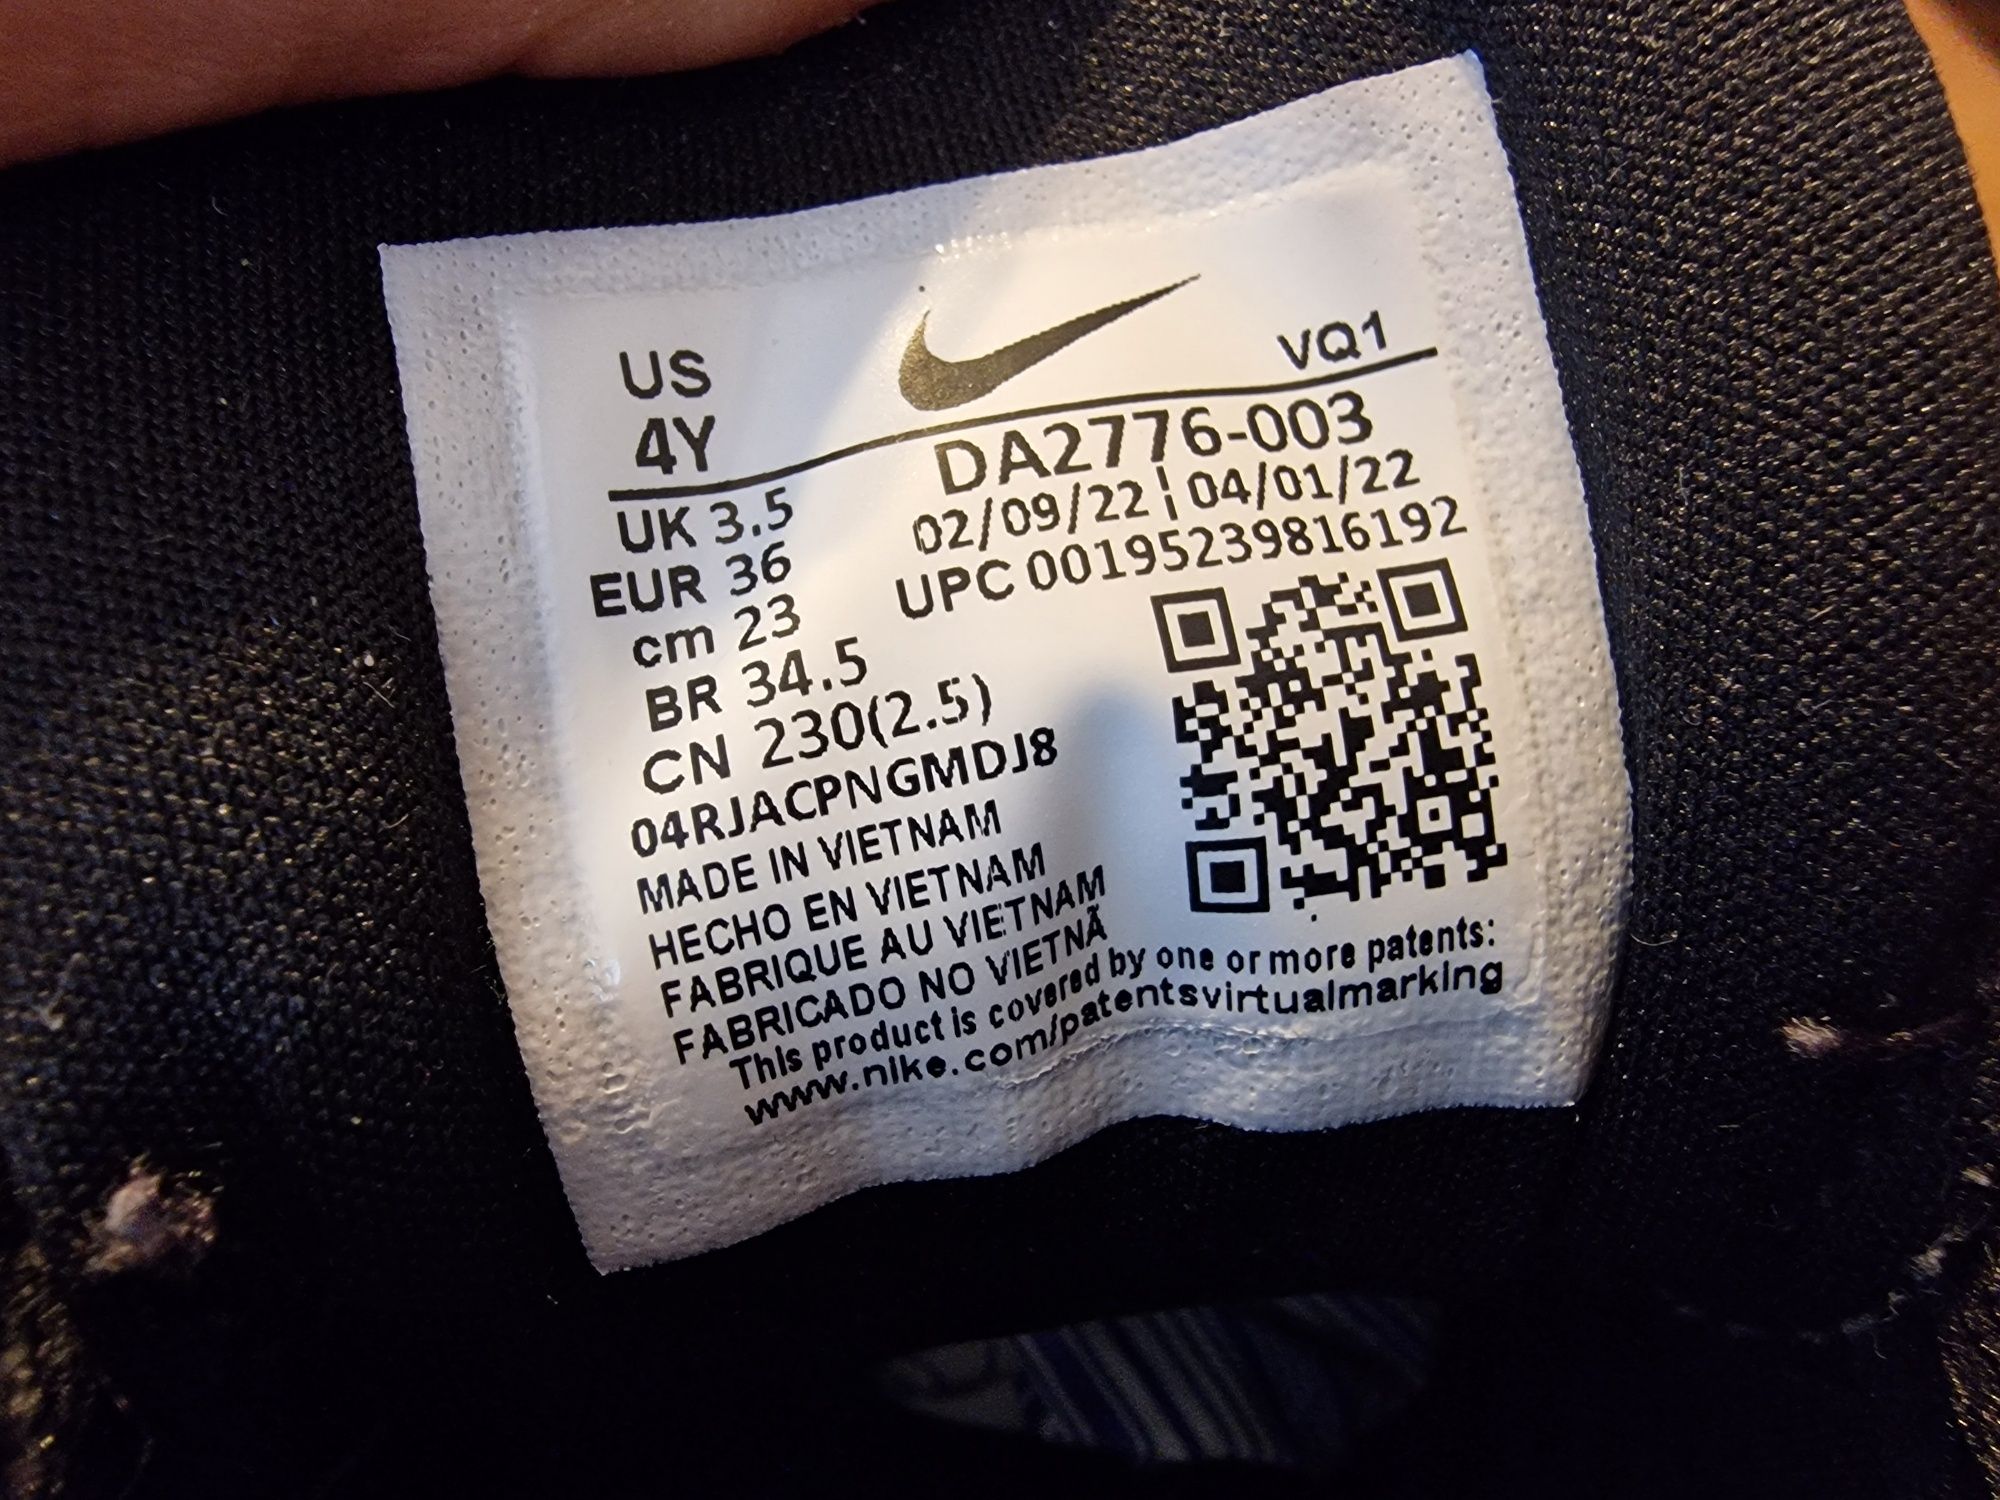 US
4Y
VQ1
DA2776-003
02/09/22 ¦ 04/01/22
UPC 00195239816192
UK 3.5
EUR 36
cm 23
BR 34.5
CN 230(2.5)
04RJACPNGMDJ8
MADE IN VIETNAM
HECHO EN VIETNAM
FABRIQUE AU VIETNAM
FABRICADO NO VIETNÃ
This product is covered by one or more patents:
www.nike.com/patentsvirtualmarking